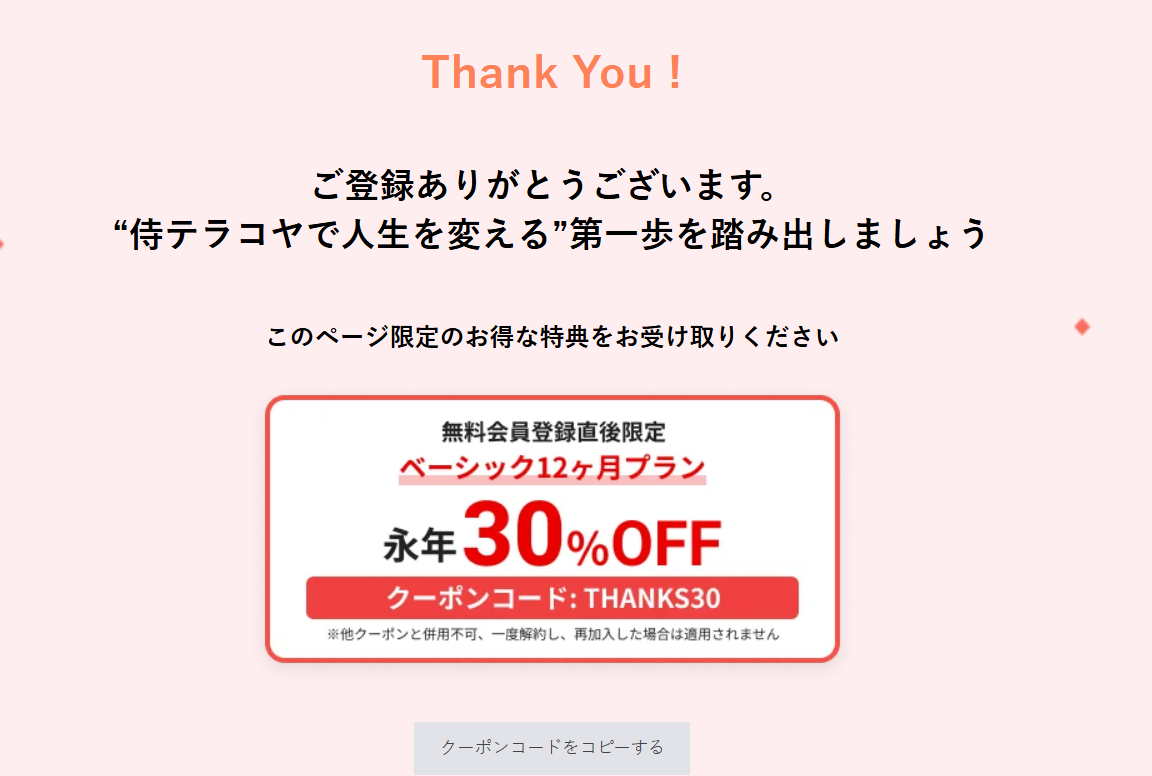 Thank You !
ご登録ありがとうございます。
“侍テラコヤで人生を変える”第一歩を踏み出しましょう
このページ限定のお得な特典をお受け取りください
無料会員登録直後限定
ベーシック12ヶ月プラン
永年30%OFF
クーポンコード: THANKS30
※他クーポンと併用不可、一度解約し、再加入した場合は適用されません
クーポンコードをコピーする